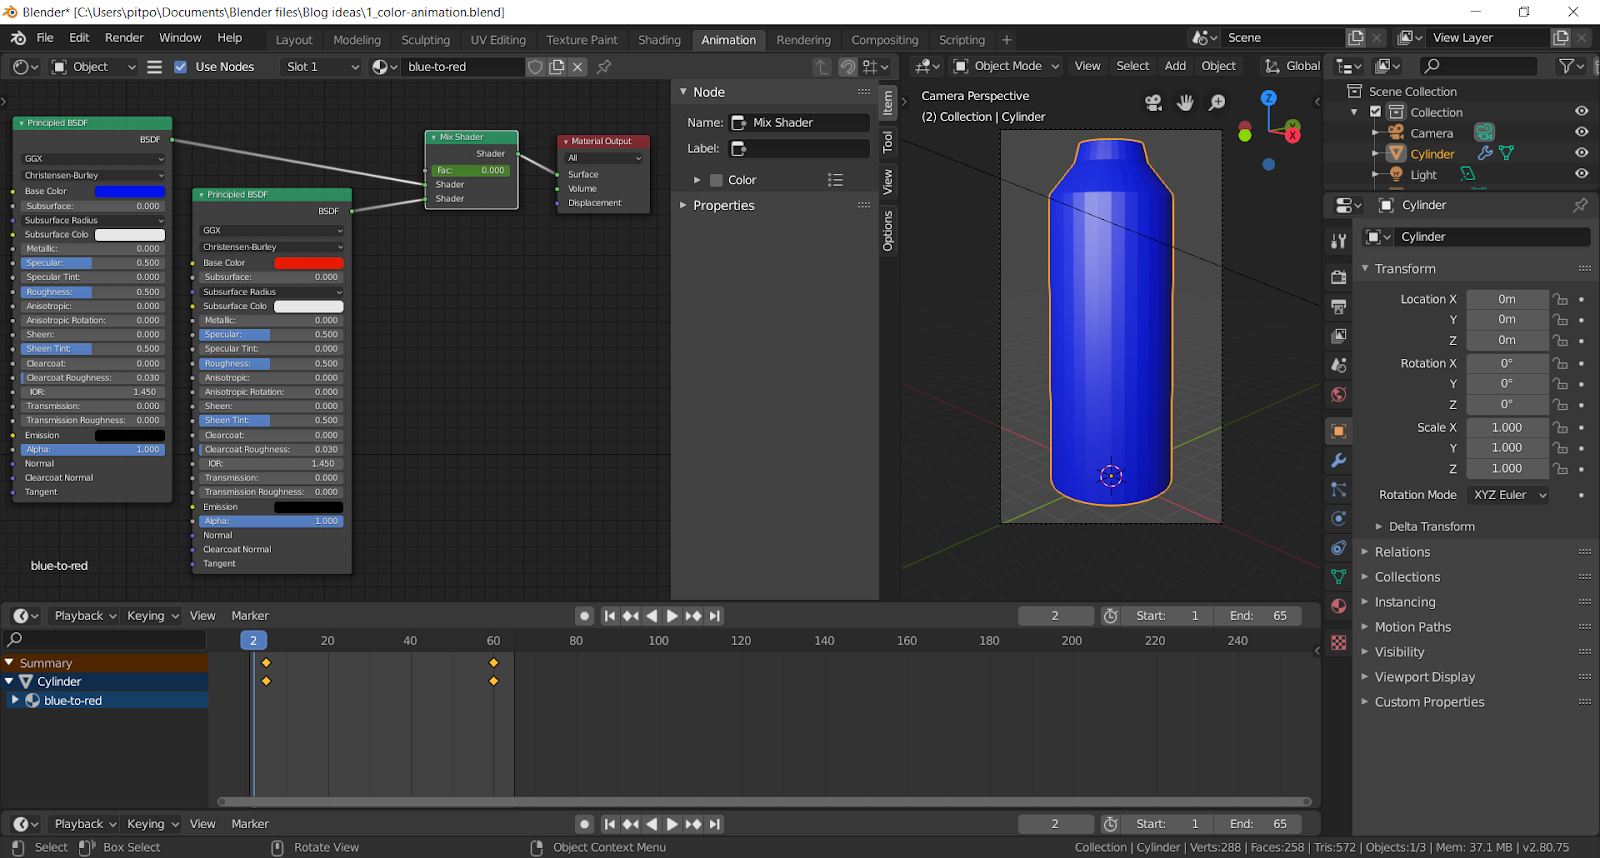 Blender* [C:\Users\pitpo\Documents\Blender files\Blog ideas\1_color-animation.blend]
File Edit Render Window Help Layout Modeling Sculpting UV Editing Texture Paint Shading Animation Rendering Compositing Scripting + Scene View Layer
Object Use Nodes Slot 1 blue-to-red
Object Mode View Select Add Object Global
Principled BSDF
BSDF
GGX
Christensen-Burley
Base Color
Subsurface: 0.000
Subsurface Radius
Subsurface Colo
Metallic: 0.000
Specular: 0.500
Specular Tint: 0.000
Roughness: 0.500
Anisotropic: 0.000
Anisotropic Rotation: 0.000
Sheen: 0.000
Sheen Tint: 0.500
Clearcoat: 0.000
Clearcoat Roughness: 0.030
IOR: 1.450
Transmission: 0.000
Transmission Roughness: 0.000
Emission
Alpha: 1.000
Normal
Clearcoat Normal
Tangent
Principled BSDF
BSDF
GGX
Christensen-Burley
Base Color
Subsurface: 0.000
Subsurface Radius
Subsurface Colo
Metallic: 0.000
Specular: 0.500
Specular Tint: 0.000
Roughness: 0.500
Anisotropic: 0.000
Anisotropic Rotation: 0.000
Sheen: 0.000
Sheen Tint: 0.500
Clearcoat: 0.000
Clearcoat Roughness: 0.030
IOR: 1.450
Transmission: 0.000
Transmission Roughness: 0.000
Emission
Alpha: 1.000
Normal
Clearcoat Normal
Tangent
Mix Shader
Shader
Fac: 0.000
Shader
Shader
Material Output
All
Surface
Volume
Displacement
blue-to-red
Node
Name: Mix Shader
Label:
Color
Properties
Item
Tool
View
Options
Camera Perspective
(2) Collection | Cylinder
Z
Y
X
Scene Collection
Collection
Camera
Cylinder
Light
Cylinder
Cylinder
Transform
Location X 0m
Y 0m
Z 0m
Rotation X 0°
Y 0°
Z 0°
Scale X 1.000
Y 1.000
Z 1.000
Rotation Mode XYZ Euler
Delta Transform
Relations
Collections
Instancing
Motion Paths
Visibility
Viewport Display
Custom Properties
Playback Keying View Marker 2 Start: 1 End: 65
2 20 40 60 80 100 120 140 160 180 200 220 240
Summary
Cylinder
blue-to-red
Playback Keying View Marker 2 Start: 1 End: 65
Select Box Select Rotate View Object Context Menu Collection | Cylinder | Verts:288 | Faces:258 | Tris:572 | Objects:1/3 | Mem: 37.1 MB | v2.80.75